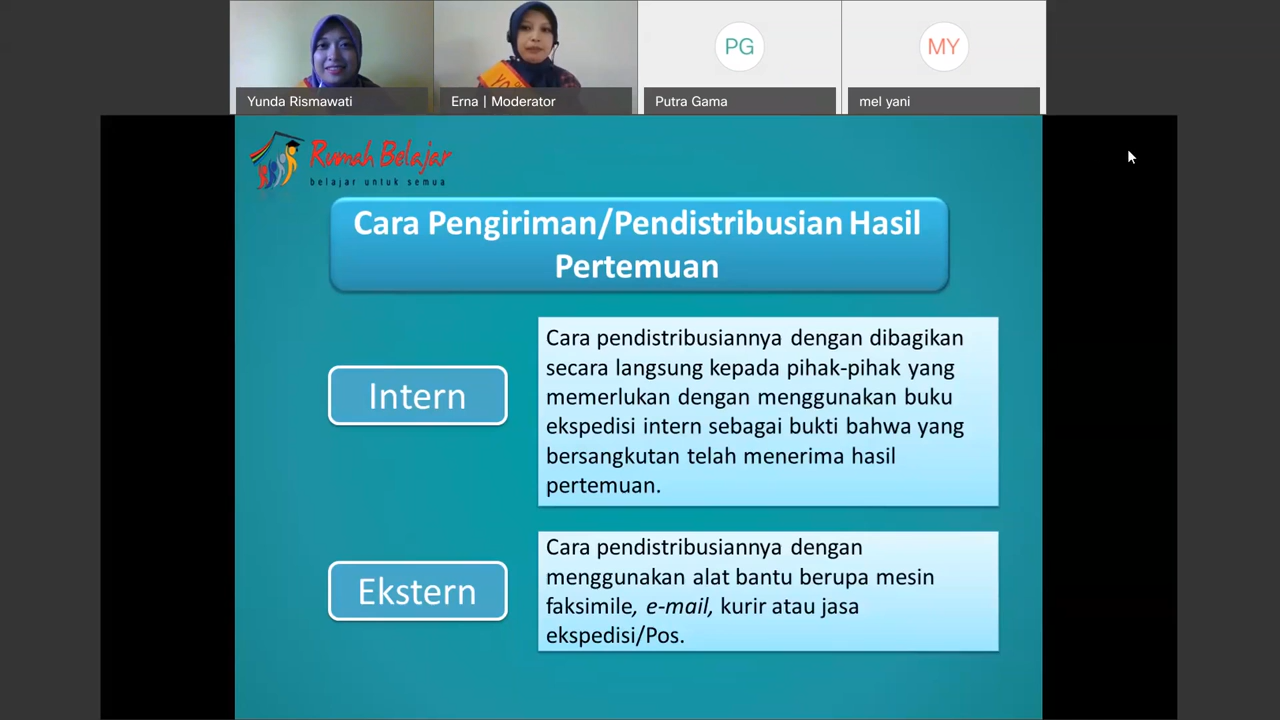 PG
MY
Yunda Rismawati
Erna | Moderator
Putra Gama
mel yani
Rumah Belajar
belajar untuk semua
Cara Pengiriman/Pendistribusian Hasil
Pertemuan
Intern
Cara pendistribusiannya dengan dibagikan
secara langsung kepada pihak-pihak yang
memerlukan dengan menggunakan buku
ekspedisi intern sebagai bukti bahwa yang
bersangkutan telah menerima hasil
pertemuan.
Ekstern
Cara pendistribusiannya dengan
menggunakan alat bantu berupa mesin
faksimile, e-mail, kurir atau jasa
ekspedisi/Pos.